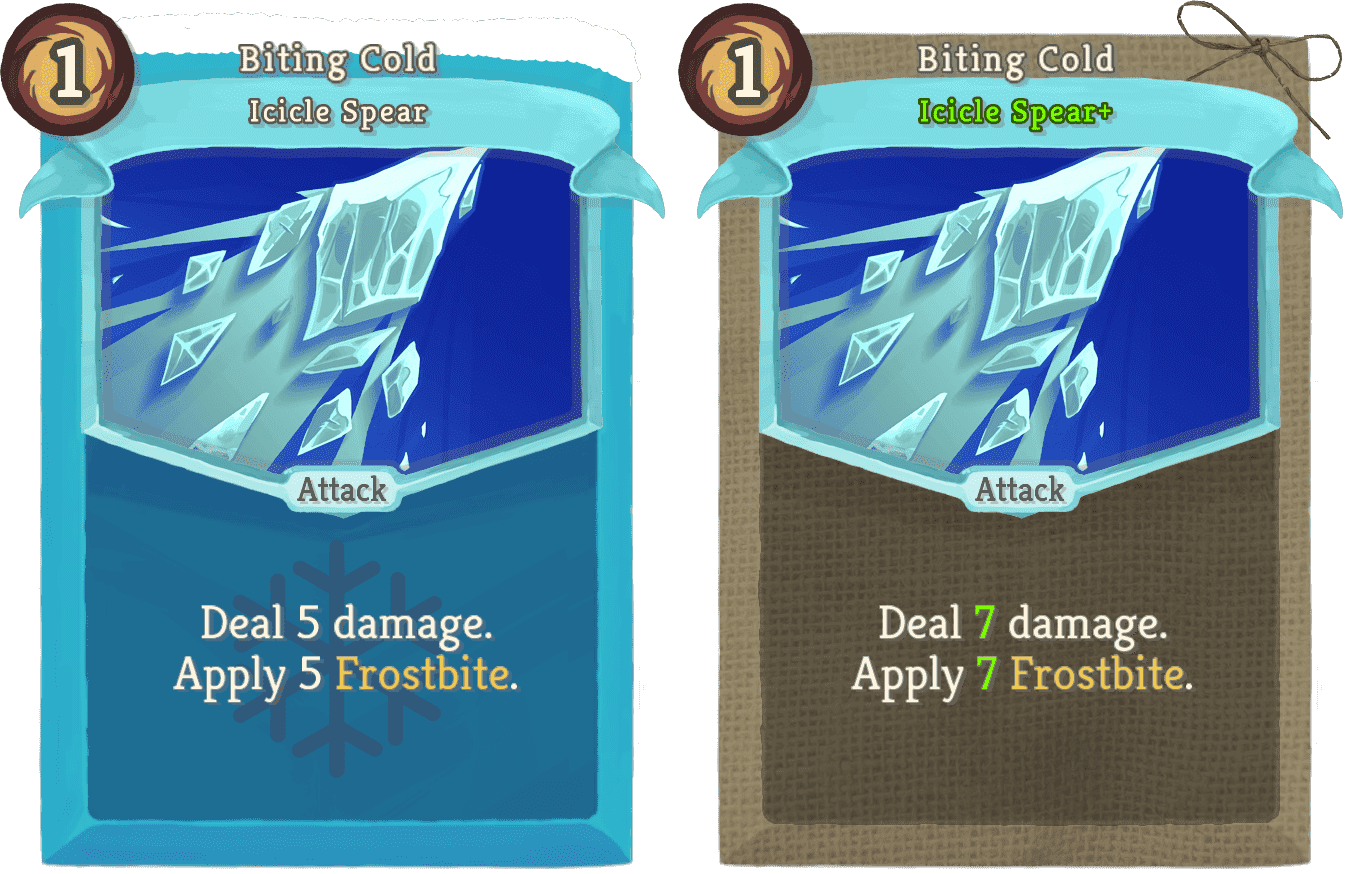 1
Biting Cold
Icicle Spear
Attack
Deal 5 damage.
Apply 5 Frostbite.
1
Biting Cold
Icicle Spear+
Attack
Deal 7 damage.
Apply 7 Frostbite.